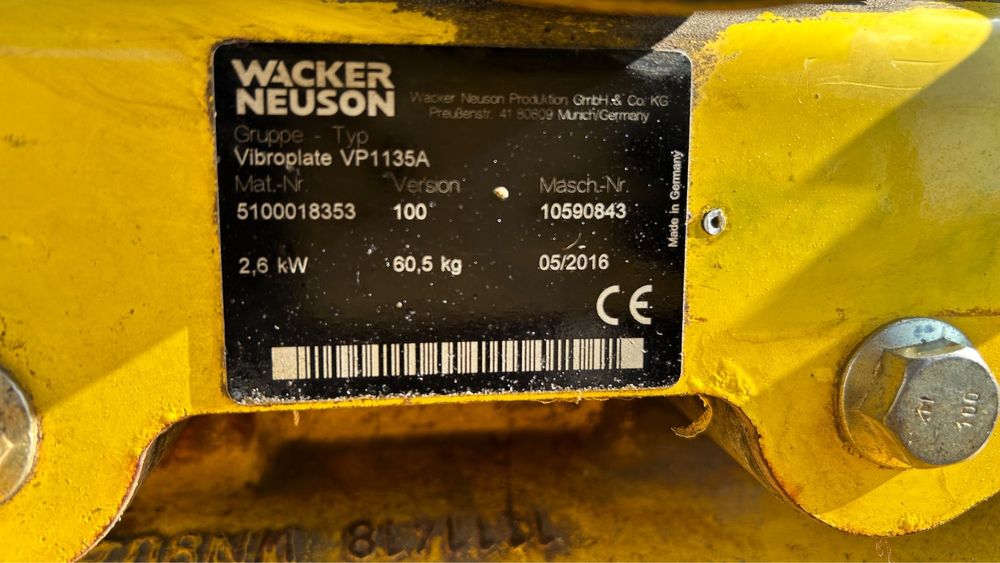 WACKER
NEUSON
Wacker Neuson Produktion GmbH & Co. KG
Preußenstr. 41 80809 Munich/Germany
Gruppe - Typ
Vibroplate VP1135A
Mat.-Nr. Version Masch.-Nr.
5100018353 100 10590843
2,6 kW 60,5 kg 05/2016
CE
Made in Germany
100